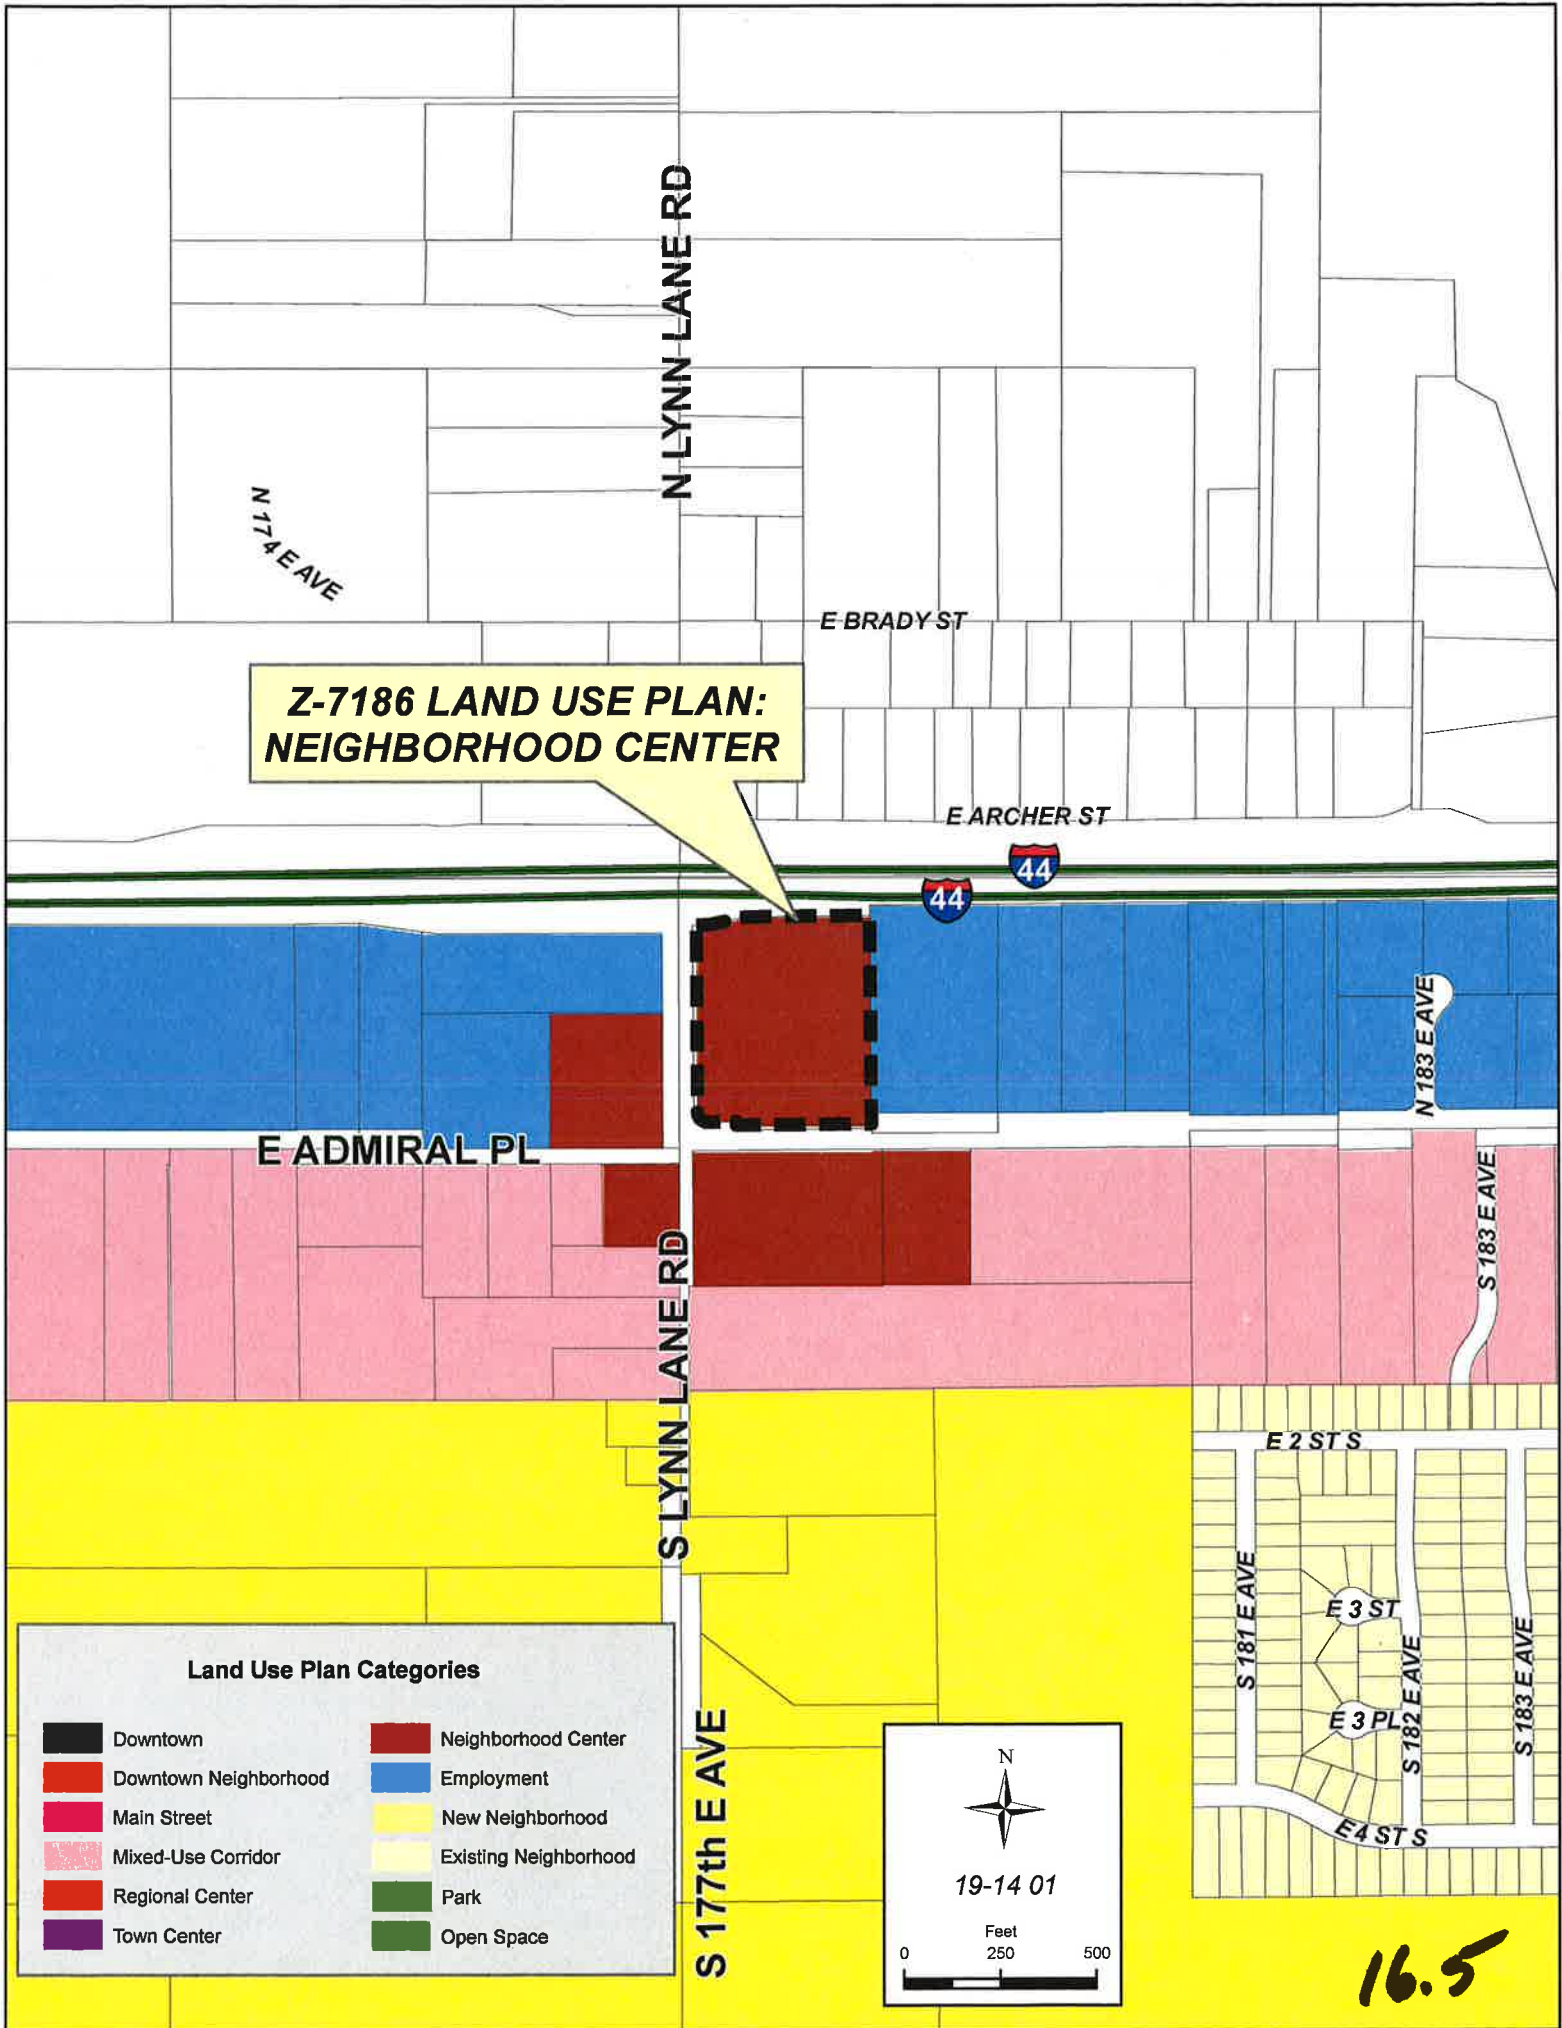 N LYNN LANE RD
N 174 E AVE
E BRADY ST
Z-7186 LAND USE PLAN:
NEIGHBORHOOD CENTER
E ARCHER ST
44
44
N 183 E AVE
E ADMIRAL PL
S 183 E AVE
S LYNN LANE RD
E 2 ST S
S 181 E AVE
E 3 ST
S 182 E AVE
S 183 E AVE
E 3 PL
E 4 ST S
S 177th E AVE
Land Use Plan Categories
Downtown
Downtown Neighborhood
Main Street
Mixed-Use Corridor
Regional Center
Town Center
Neighborhood Center
Employment
New Neighborhood
Existing Neighborhood
Park
Open Space
N
19-14 01
Feet
0 250 500
16.5